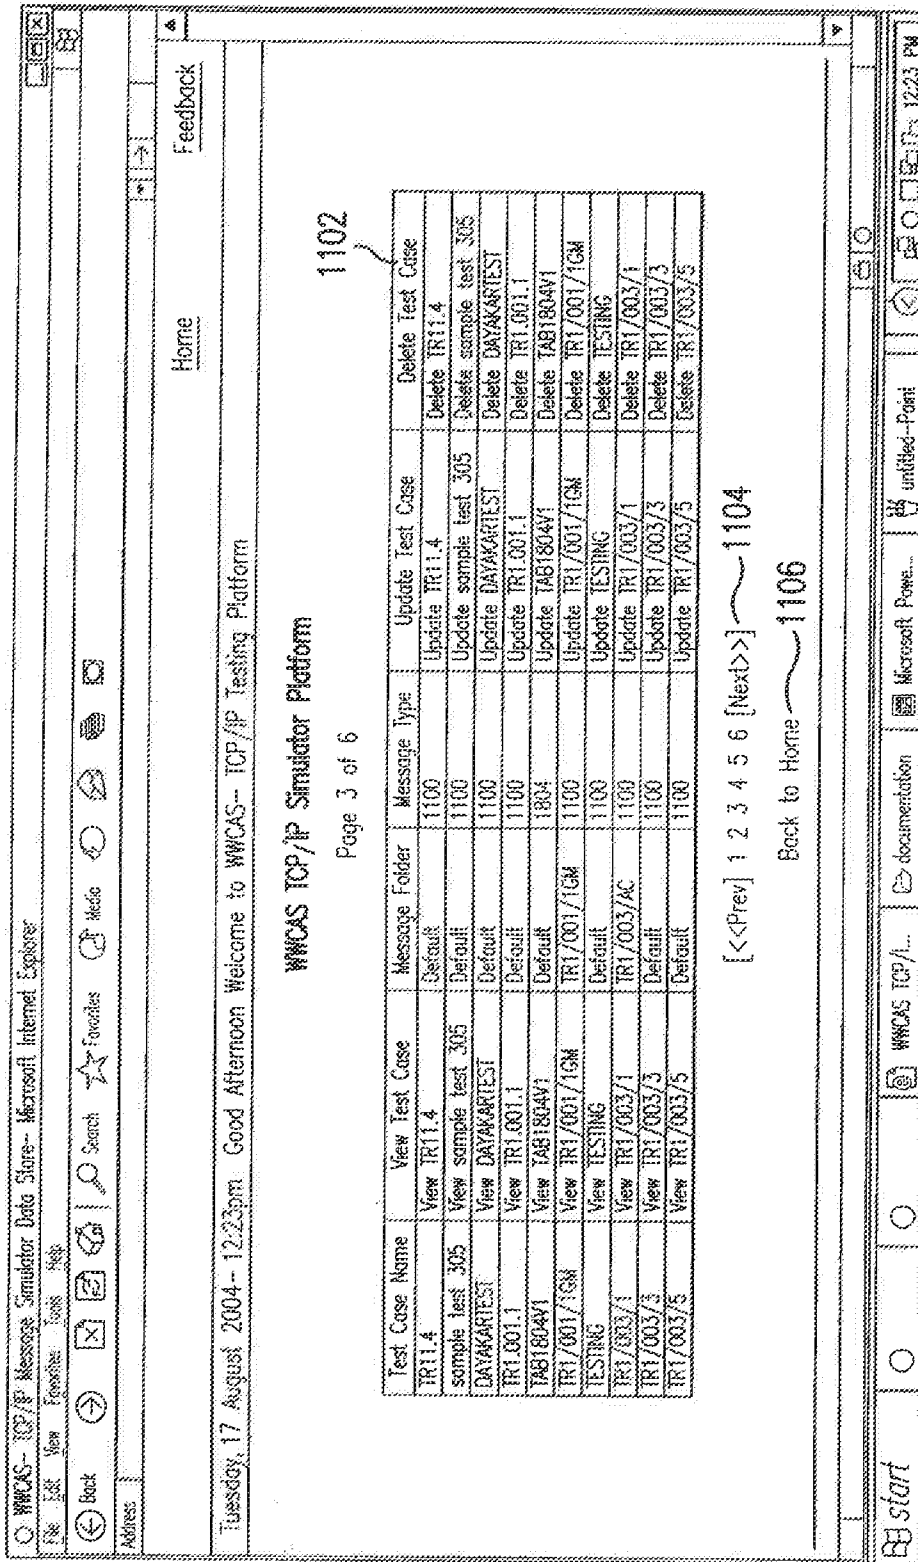 WWCAS-- TCP/IP Message Simulator Data Store-- Microsoft Internet Explorer
File Edit View Favorites Tools Help
Back Search Favorites Media
Address
Home Feedback
Tuesday, 17 August 2004- 12:23pm Good Afternoon Welcome to WWCAS-- TCP/IP Testing Platform
WWCAS TCP/IP Simulator Platform
Page 3 of 6
1102
Test Case Name View Test Case Message Folder Message Type Update Test Case Delete Test Case
TR11.4 View TR11.4 Default 1100 Update TR11.4 Delete TR11.4
sample test 305 View sample test 305 Default 1100 Update sample test 305 Delete sample test 305
DAYAKARTEST View DAYAKARTEST Default 1100 Update DAYAKARTEST Delete DAYAKARTEST
TR1.001.1 View TR1.001.1 Default 1100 Update TR1.001.1 Delete TR1.001.1
TAB1804V1 View TAB1804V1 Default 1804 Update TAB1804V1 Delete TAB1804V1
TR1/001/1GM View TR1/001/1GM TR1/001/1GM 1100 Update TR1/001/1GM Delete TR1/001/1GM
TESTING View TESTING Default 1100 Update TESTING Delete TESTING
TR1/003/1 View TR1/003/1 TR1/003/AC 1100 Update TR1/003/1 Delete TR1/003/1
TR1/003/3 View TR1/003/3 Default 1100 Update TR1/003/3 Delete TR1/003/3
TR1/003/5 View TR1/003/5 Default 1100 Update TR1/003/5 Delete TR1/003/5
[<<Prev] 1 2 3 4 5 6 [Next>>] 1104
Back to Home 1106
start WWCAS TCP/I... documentation Microsoft Powe... untitled--Paint 12:23 PM